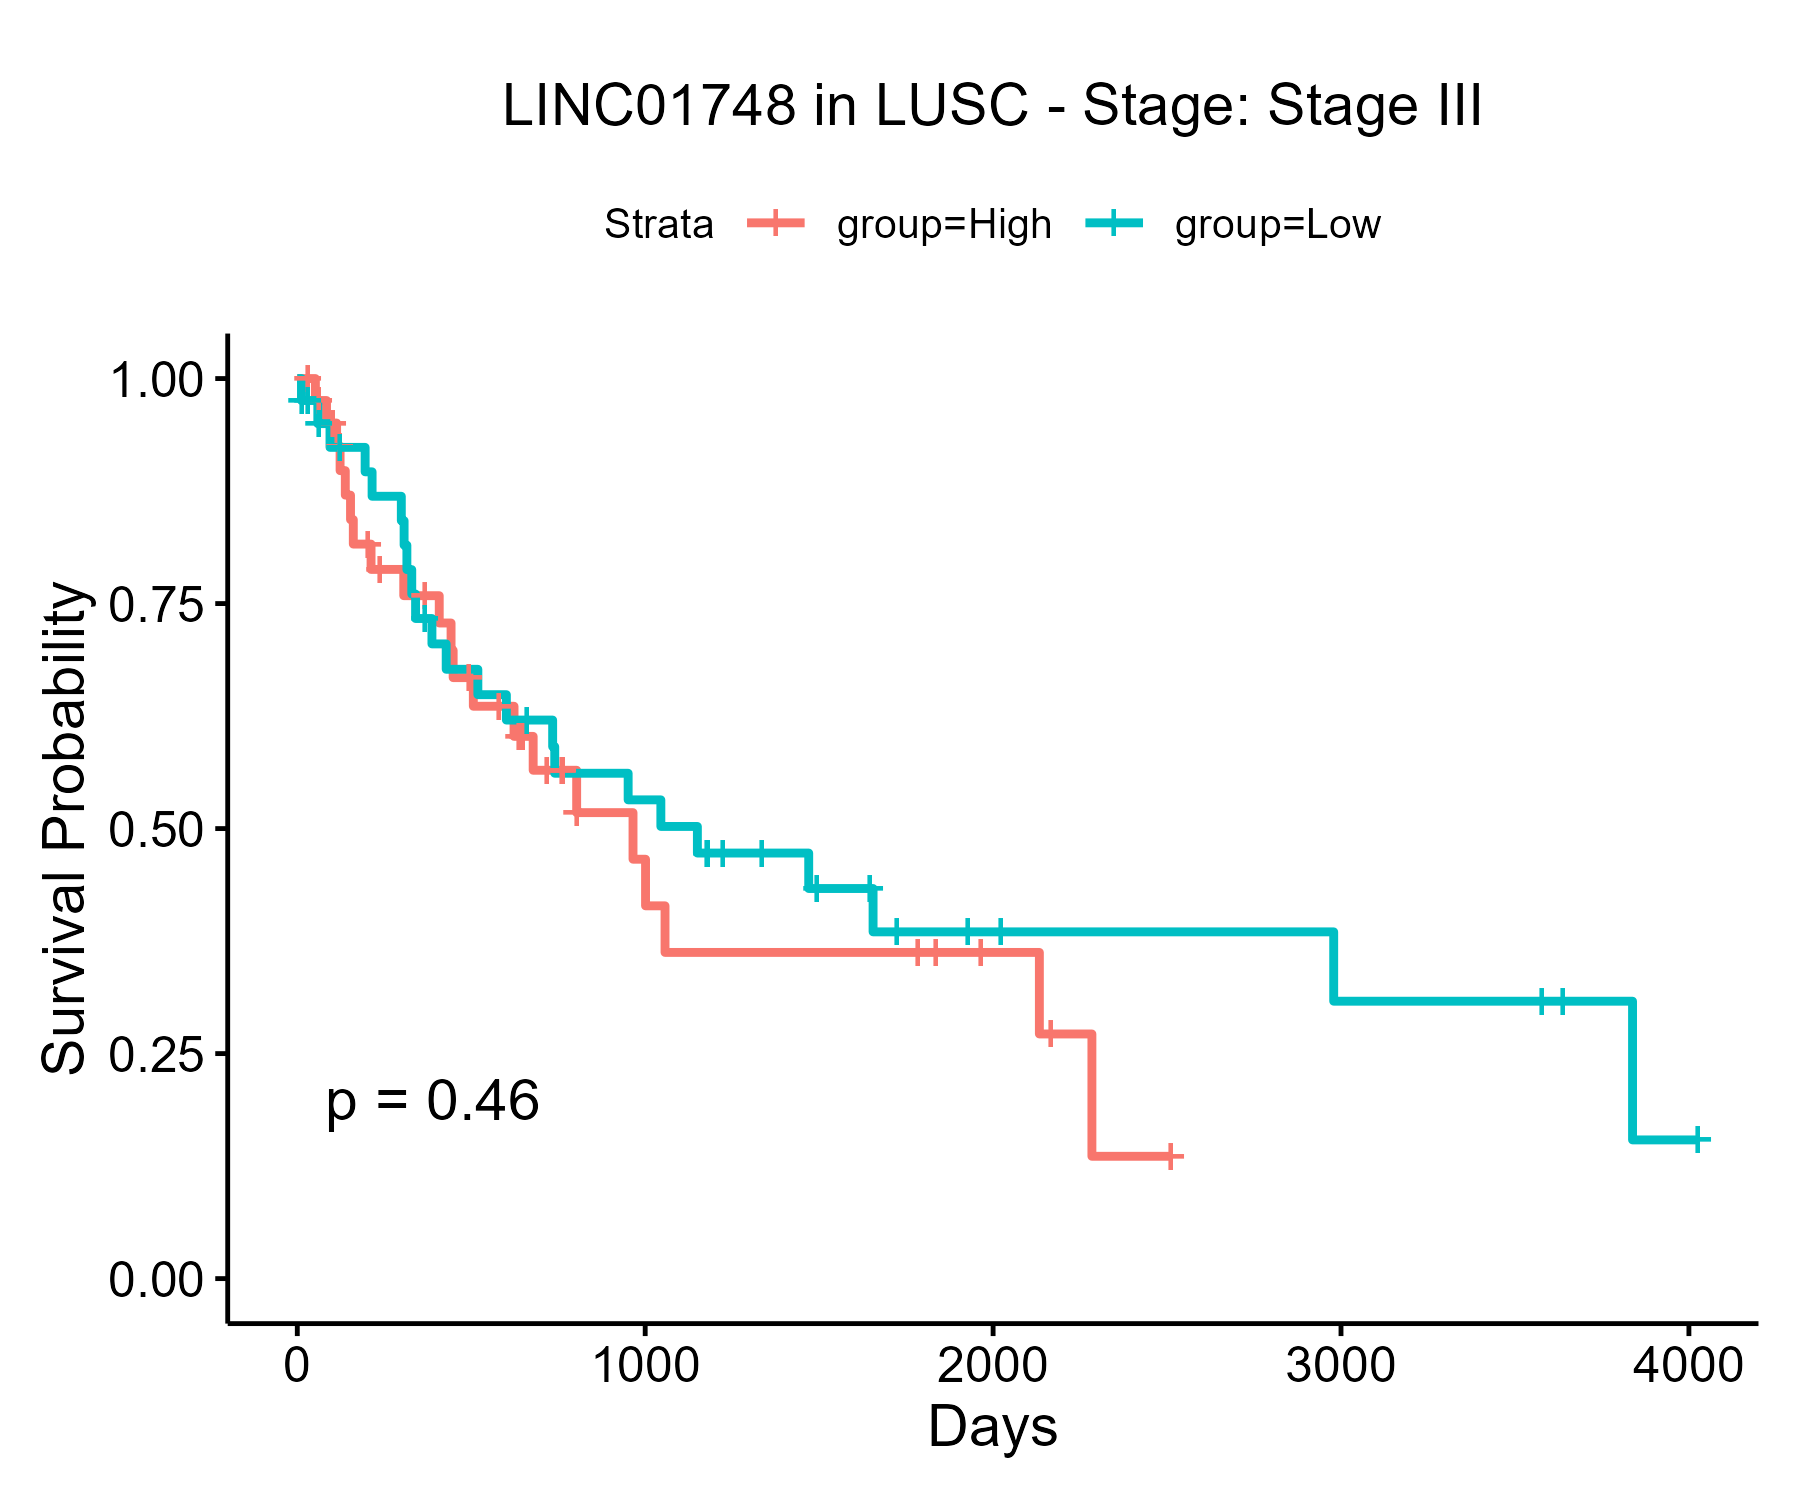 LINC01748 in LUSC - Stage: Stage III
Strata group=High group=Low
Survival Probability
1.00
0.75
0.50
0.25
0.00
p = 0.46
0 1000 2000 3000 4000
Days